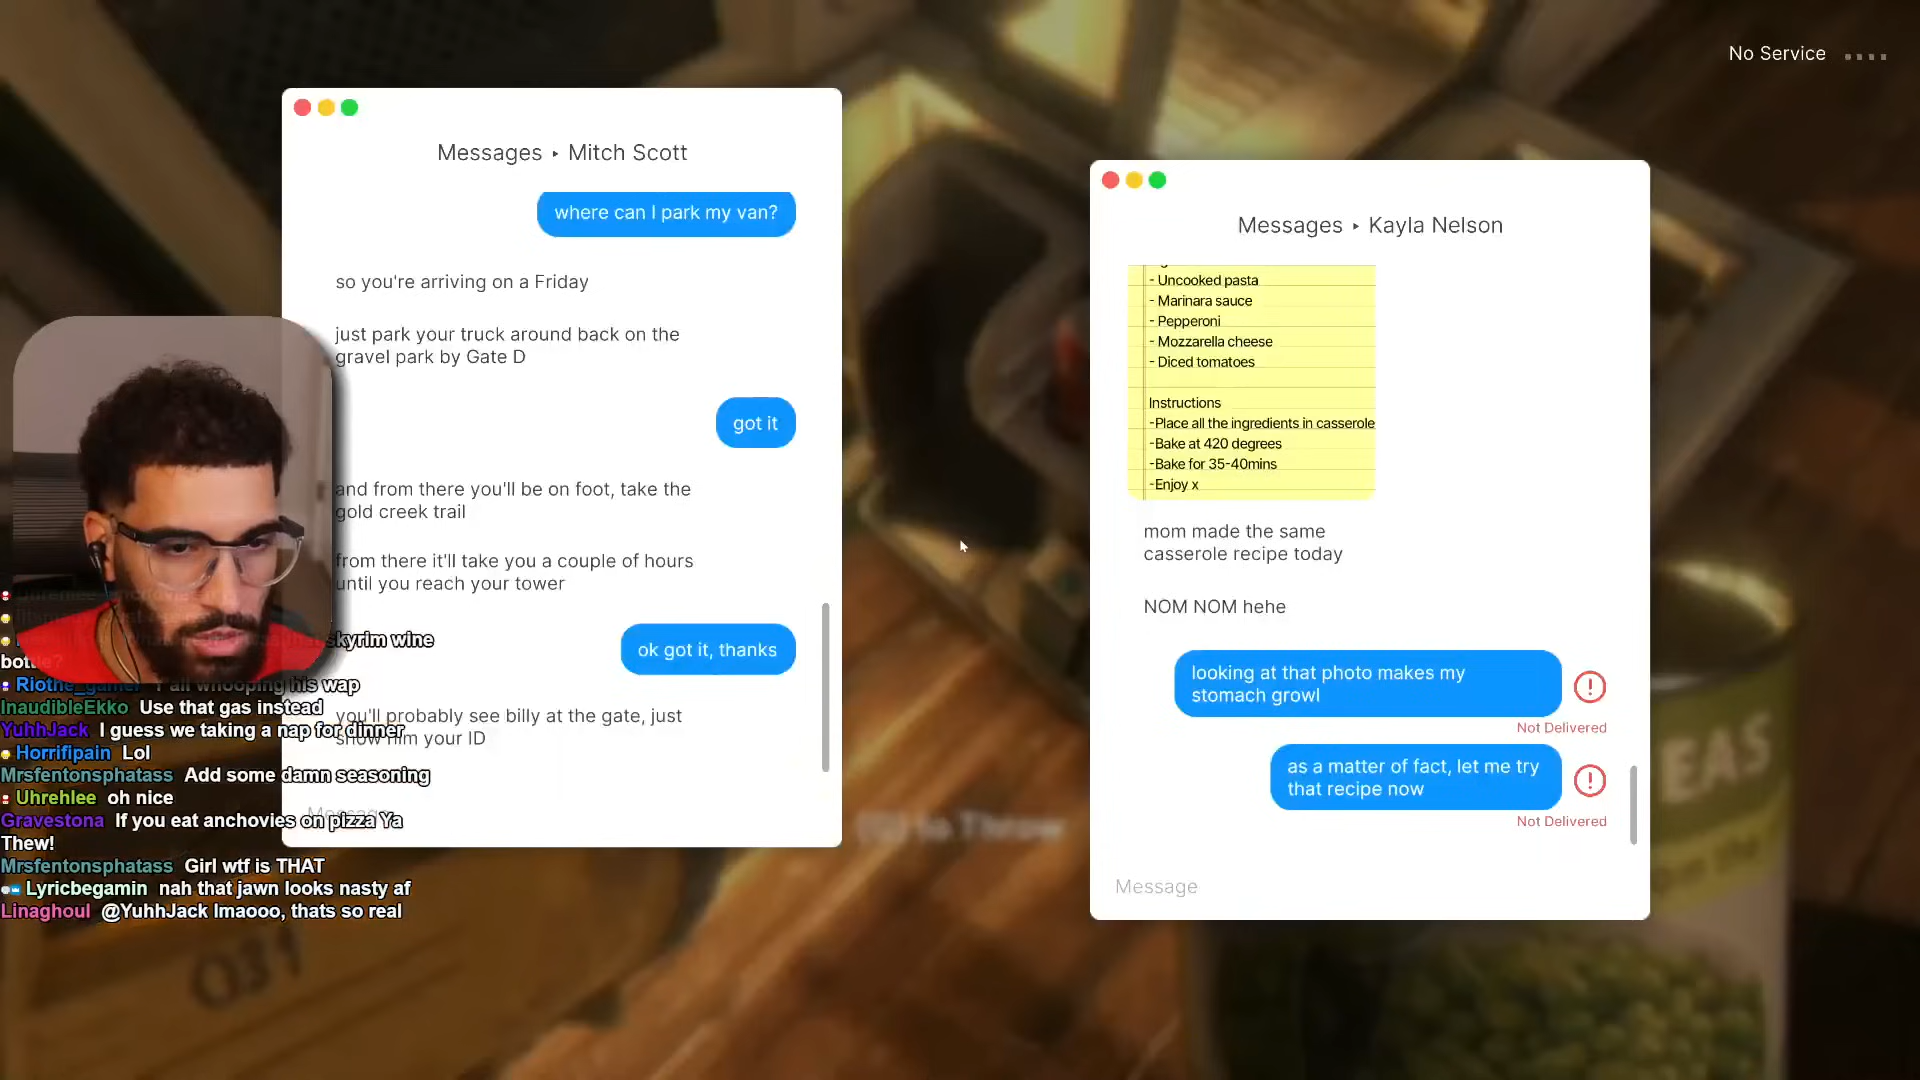 No Service
Messages ▸ Mitch Scott
where can I park my van?
so you're arriving on a Friday
just park your truck around back on the
gravel park by Gate D
got it
and from there you'll be on foot, take the
gold creek trail
from there it'll take you a couple of hours
until you reach your tower
ok got it, thanks
you'll probably see billy at the gate, just
show him your ID
Message
Messages ▸ Kayla Nelson
- Uncooked pasta
- Marinara sauce
- Pepperoni
- Mozzarella cheese
- Diced tomatoes
Instructions
-Place all the ingredients in casserole
-Bake at 420 degrees
-Bake for 35-40mins
-Enjoy x
mom made the same
casserole recipe today
NOM NOM hehe
looking at that photo makes my
stomach growl
Not Delivered
as a matter of fact, let me try
that recipe now
Not Delivered
Message
skyrim wine
bottle?
Riothe_gamer Y'all whooping his wap
InaudibleEkko Use that gas instead
YuhhJack I guess we taking a nap for dinner
Horrifipain Lol
Mrsfentonsphatass Add some damn seasoning
Uhrehlee oh nice
Gravestona If you eat anchovies on pizza Ya
Thew!
Mrsfentonsphatass Girl wtf is THAT
Lyricbegamin nah that jawn looks nasty af
Linaghoul @YuhhJack lmaooo, thats so real
to Throw
EAS
031